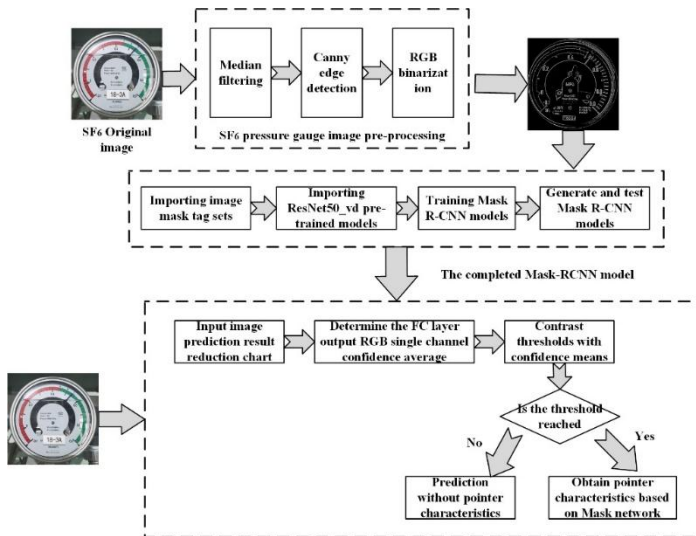 Median
filtering
Canny
edge
detection
RGB
binarizat
ion
18-3A
SF6 Original
image
SF6 pressure gauge image pre-processing
Importing image
mask tag sets
Importing
ResNet50_vd pre-
trained models
Training Mask
R-CNN models
Generate and test
Mask R-CNN
models
The completed Mask-RCNN model
Input image
prediction result
reduction chart
Determine the FC layer
output RGB single channel
confidence average
Contrast
thresholds with
confidence means
18-3A
Is the threshold
reached
No
Yes
Prediction
without pointer
characteristics
Obtain pointer
characteristics based
on Mask network